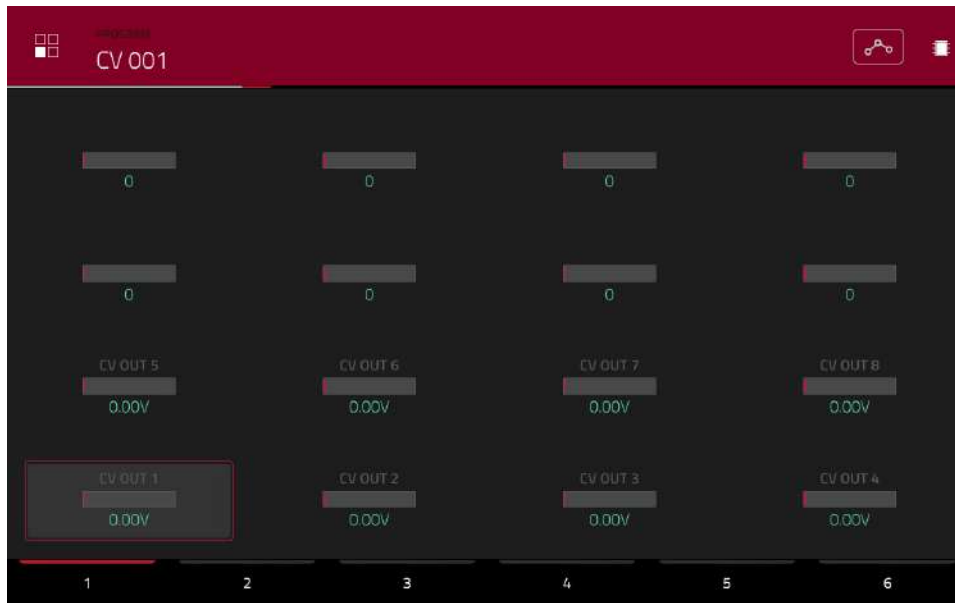 PROGRAM
CV 001
0 0 0 0
0 0 0 0
CV OUT 5 CV OUT 6 CV OUT 7 CV OUT 8
0.00V 0.00V 0.00V 0.00V
CV OUT 1 CV OUT 2 CV OUT 3 CV OUT 4
0.00V 0.00V 0.00V 0.00V
1 2 3 4 5 6